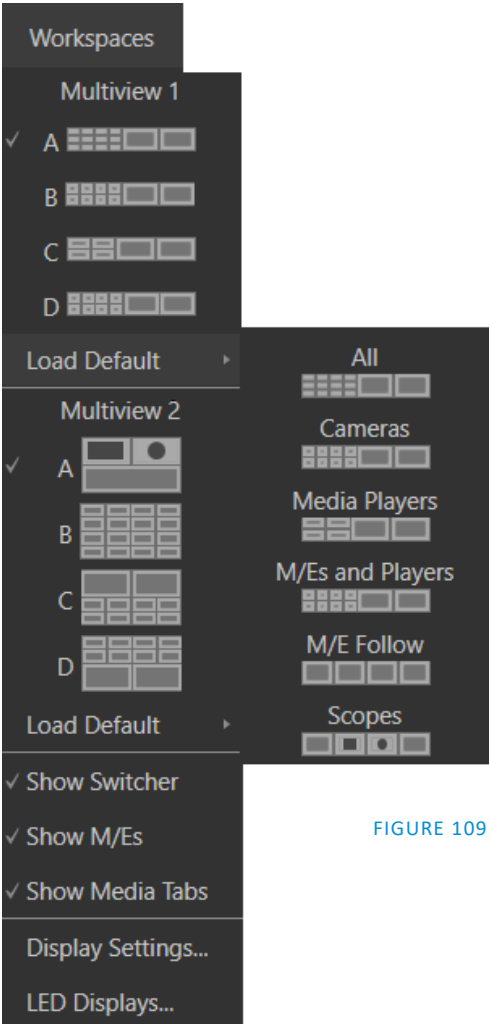 Workspaces
Multiview 1
A
B
C
D
Load Default
Multiview 2
A
B
C
D
Load Default
Show Switcher
Show M/Es
Show Media Tabs
Display Settings...
LED Displays...
All
Cameras
Media Players
M/Es and Players
M/E Follow
Scopes
FIGURE 109